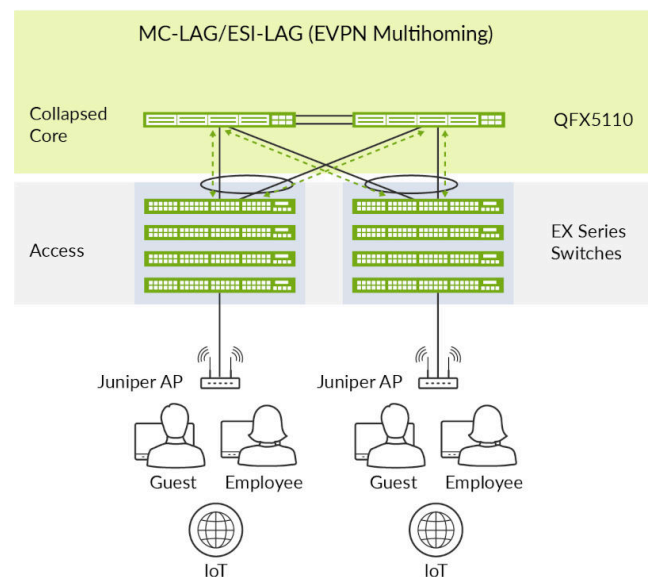 MC-LAG/ESI-LAG (EVPN Multihoming)
Collapsed
Core
QFX5110
Access
EX Series
Switches
Juniper AP
Juniper AP
Guest
Employee
Guest
Employee
IoT
IoT